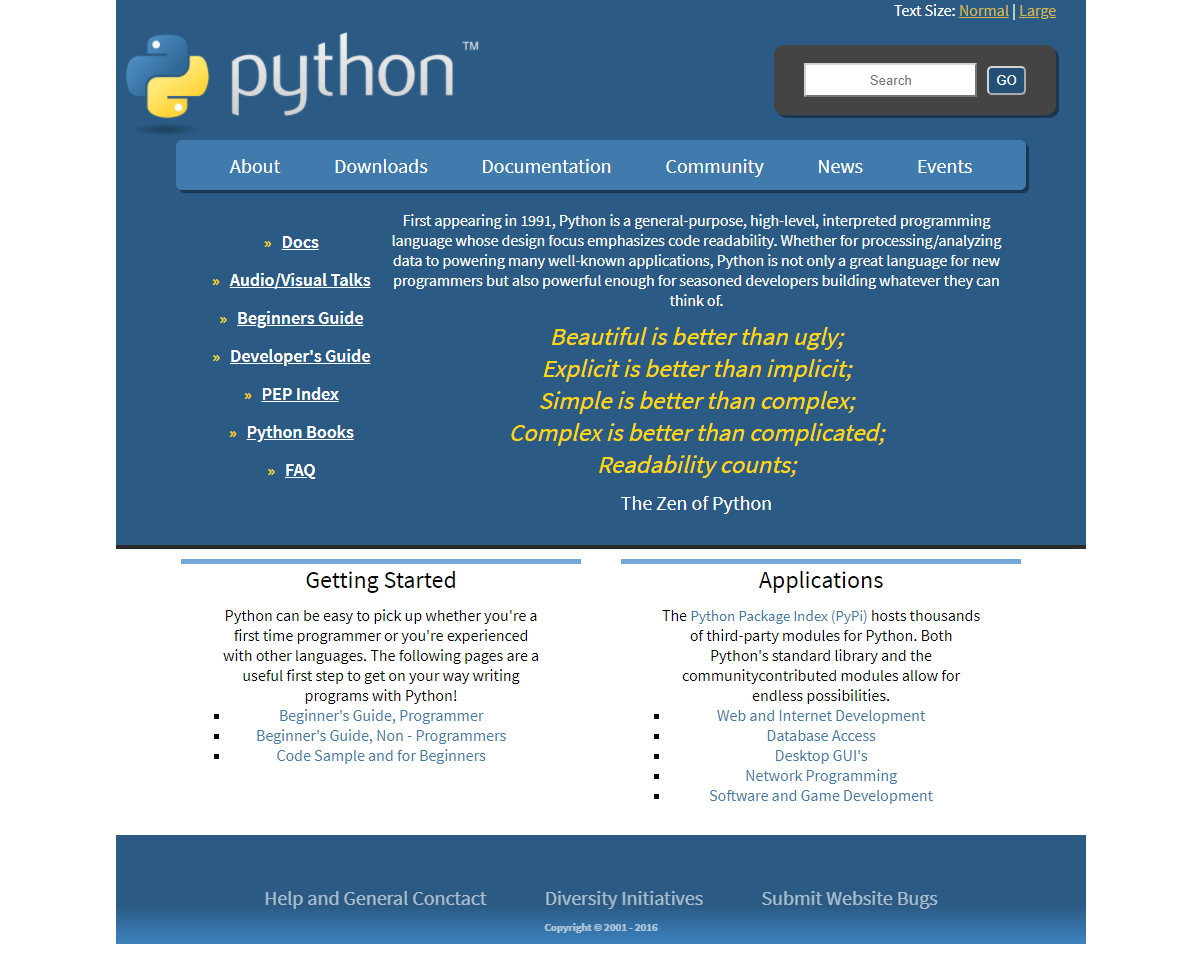 Text Size: Normal | Large
python™
Search
GO
About
Downloads
Documentation
Community
News
Events
» Docs
» Audio/Visual Talks
» Beginners Guide
» Developer's Guide
» PEP Index
» Python Books
» FAQ
First appearing in 1991, Python is a general-purpose, high-level, interpreted programming
language whose design focus emphasizes code readability. Whether for processing/analyzing
data to powering many well-known applications, Python is not only a great language for new
programmers but also powerful enough for seasoned developers building whatever they can
think of.
Beautiful is better than ugly;
Explicit is better than implicit;
Simple is better than complex;
Complex is better than complicated;
Readability counts;
The Zen of Python
Getting Started
Python can be easy to pick up whether you're a
first time programmer or you're experienced
with other languages. The following pages are a
useful first step to get on your way writing
programs with Python!
Beginner's Guide, Programmer
Beginner's Guide, Non - Programmers
Code Sample and for Beginners
Applications
The Python Package Index (PyPi) hosts thousands
of third-party modules for Python. Both
Python's standard library and the
communitycontributed modules allow for
endless possibilities.
Web and Internet Development
Database Access
Desktop GUI's
Network Programming
Software and Game Development
Help and General Conctact
Diversity Initiatives
Submit Website Bugs
Copyright © 2001 - 2016